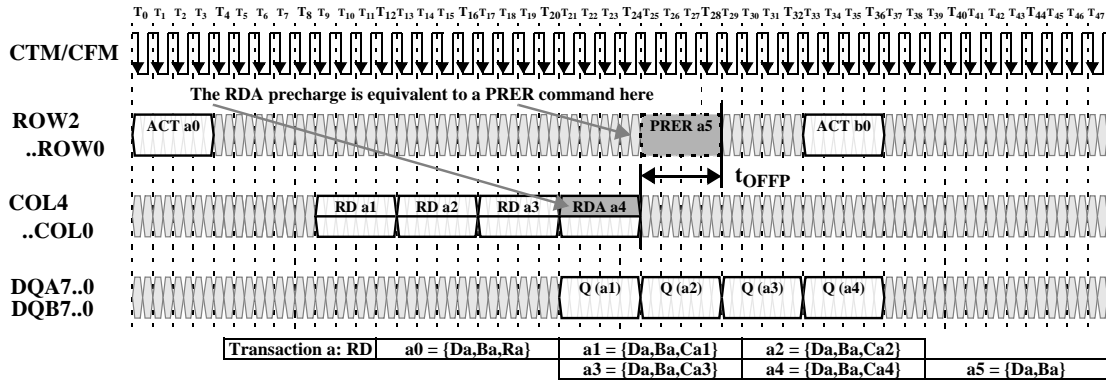 T0 T1 T2 T3 T4 T5 T6 T7 T8 T9 T10 T11 T12 T13 T14 T15 T16 T17 T18 T19 T20 T21 T22 T23 T24 T25 T26 T27 T28 T29 T30 T31 T32 T33 T34 T35 T36 T37 T38 T39 T40 T41 T42 T43 T44 T45 T46 T47
CTM/CFM
The RDA precharge is equivalent to a PRER command here
ROW2 ACT a0 PRER a5 ACT b0
..ROW0
tOFFP
COL4 RD a1 RD a2 RD a3 RDA a4
..COL0
DQA7..0 Q (a1) Q (a2) Q (a3) Q (a4)
DQB7..0
Transaction a: RD a0 = {Da,Ba,Ra} a1 = {Da,Ba,Ca1} a2 = {Da,Ba,Ca2}
a3 = {Da,Ba,Ca3} a4 = {Da,Ba,Ca4} a5 = {Da,Ba}